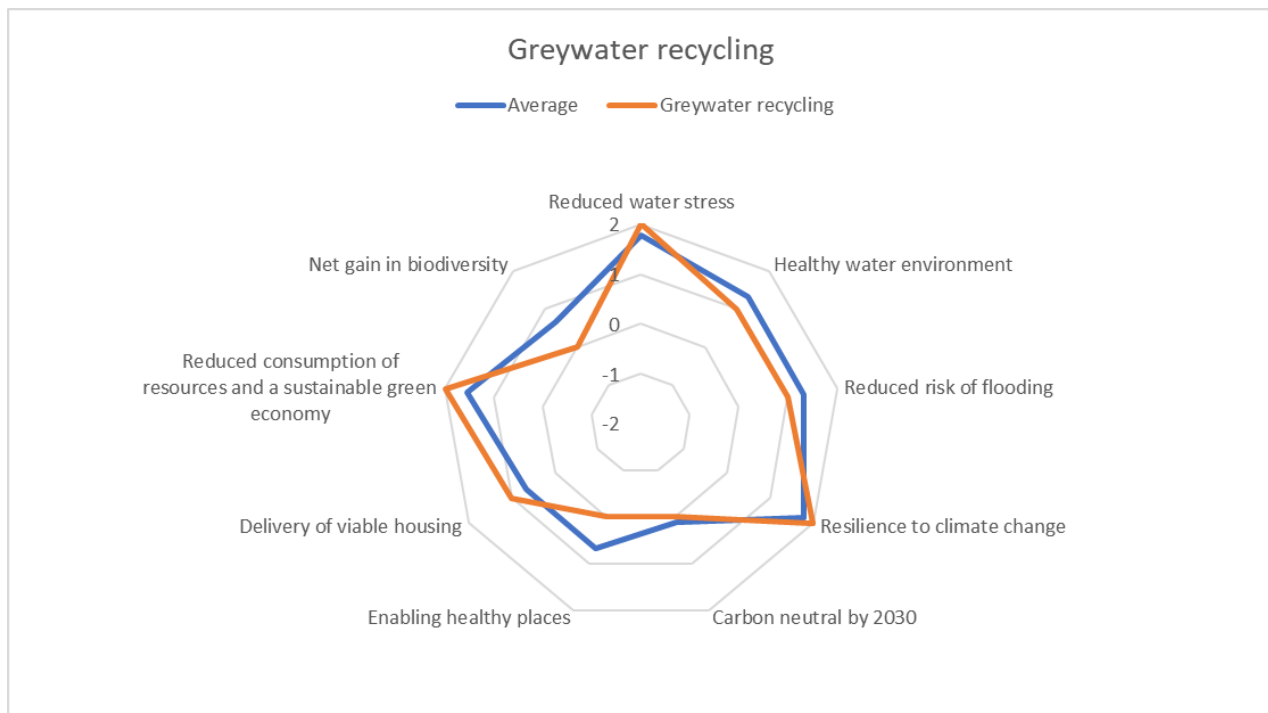 Greywater recycling
Average
Greywater recycling
Reduced water stress
2
Net gain in biodiversity
Healthy water environment
1
0
Reduced consumption of
resources and a sustainable green
economy
Reduced risk of flooding
-1
-2
Delivery of viable housing
Resilience to climate change
Enabling healthy places
Carbon neutral by 2030